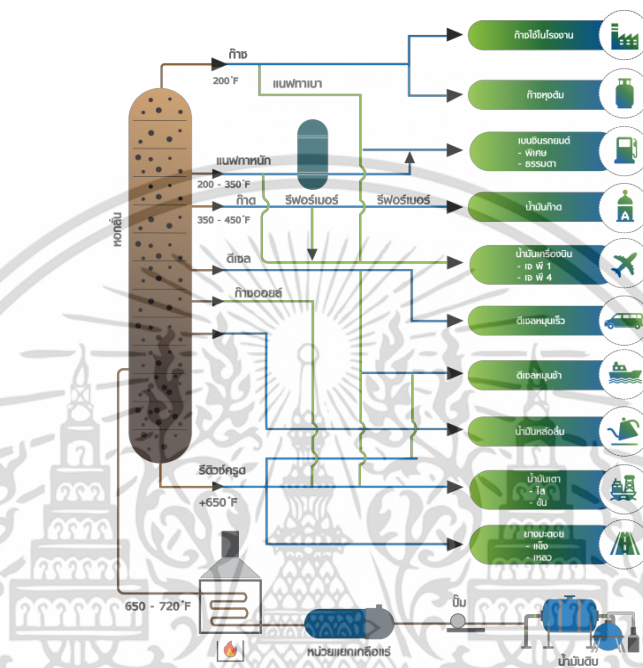 ก๊าซ
200 ̊F
แนฟทาเบา
ก๊าซใช้ในโรงงาน
ก๊าซหุงต้ม
เบนซินรถยนต์
- พิเศษ
- ธรรมดา
แนฟทาหนัก
200 - 350 ̊F
ก๊าด
350 - 450 ̊F
รีฟอร์เมอร์
รีฟอร์เมอร์
น้ำมันก๊าด
A
หอกลั่น
ดีเซล
น้ำมันเครื่องบิน
- เจ พี 1
- เจ พี 4
ก๊าซออยล์
ดีเซลหมุนเร็ว
ดีเซลหมุนช้า
น้ำมันหล่อลื่น
รีดิวซ์ครูด
+650 ̊F
น้ำมันเตา
- ใส
- ข้น
ยางมะตอย
- แข็ง
- เหลว
650 - 720 ̊F
หน่วยแยกเกลือแร่
ปั๊ม
น้ำมันดิบ